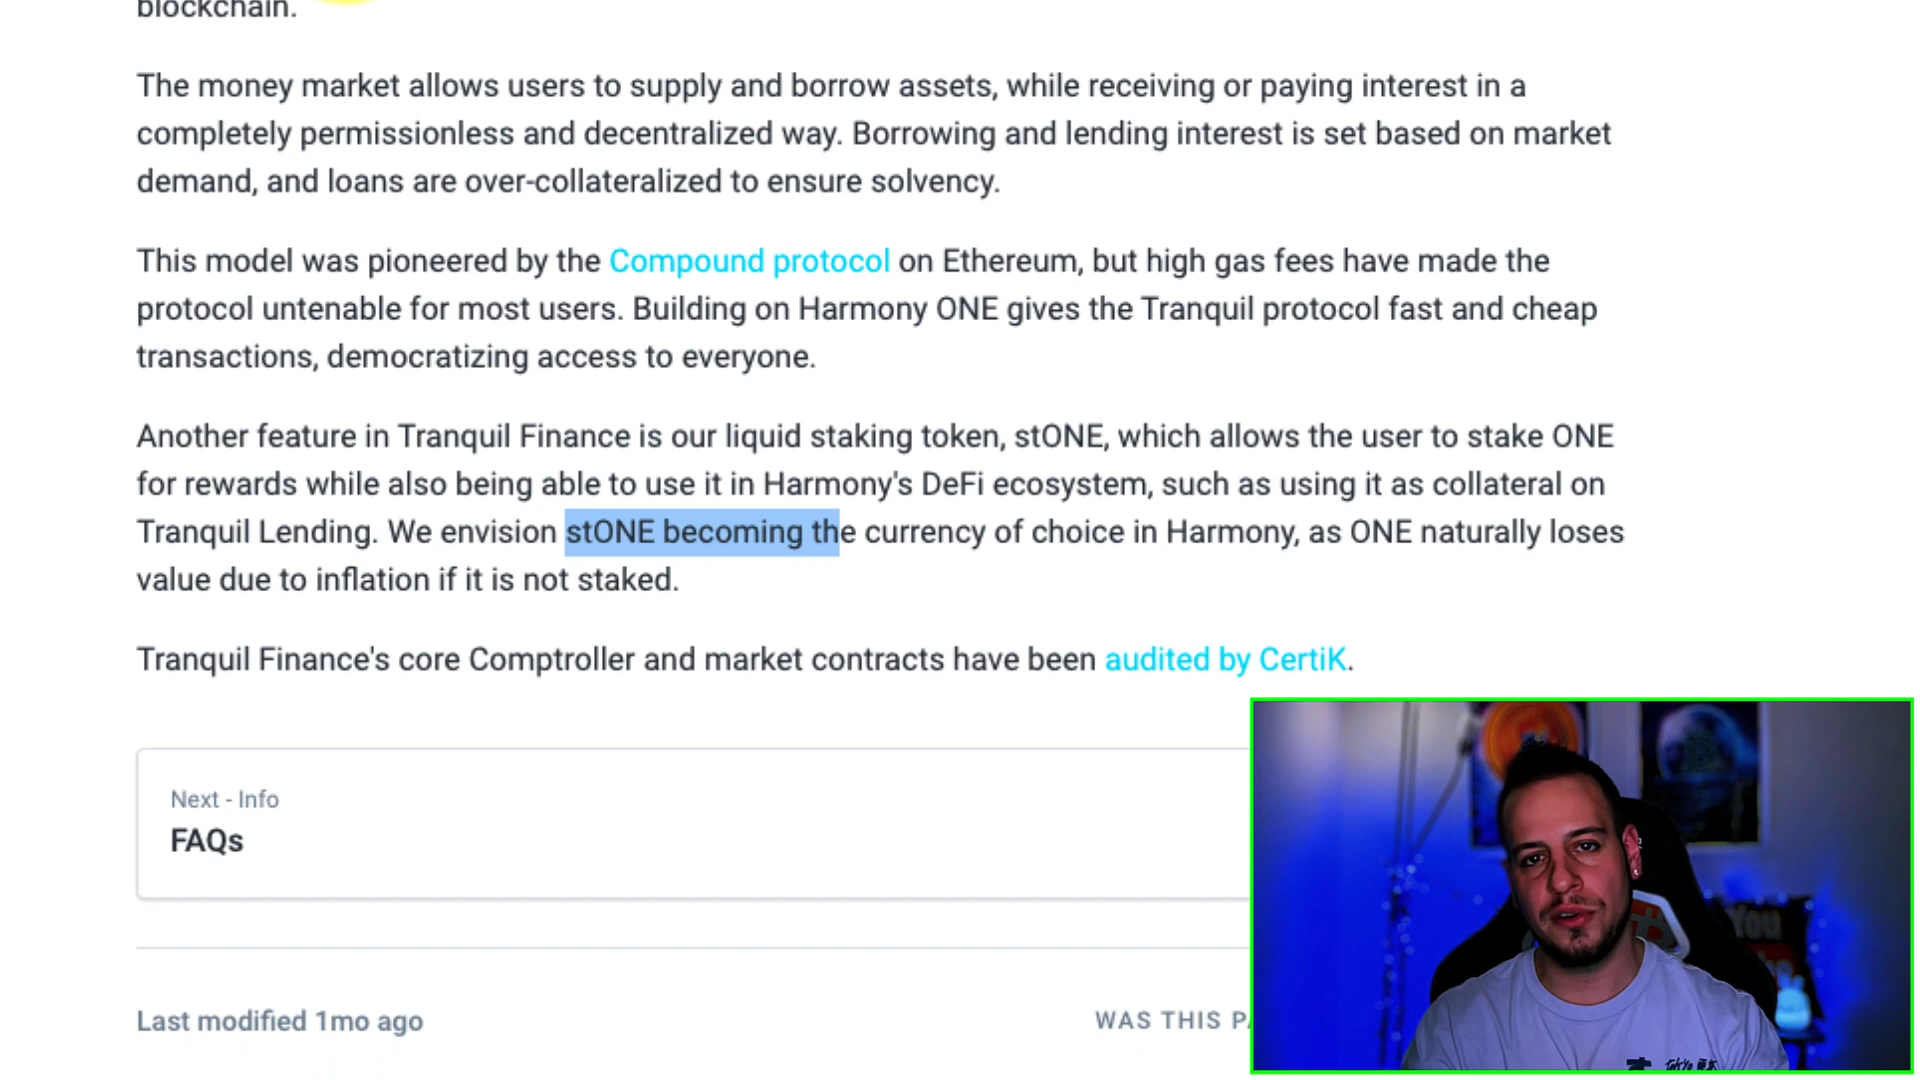 blockchain.
The money market allows users to supply and borrow assets, while receiving or paying interest in a
completely permissionless and decentralized way. Borrowing and lending interest is set based on market
demand, and loans are over-collateralized to ensure solvency.
This model was pioneered by the Compound protocol on Ethereum, but high gas fees have made the
protocol untenable for most users. Building on Harmony ONE gives the Tranquil protocol fast and cheap
transactions, democratizing access to everyone.
Another feature in Tranquil Finance is our liquid staking token, stONE, which allows the user to stake ONE
for rewards while also being able to use it in Harmony's DeFi ecosystem, such as using it as collateral on
Tranquil Lending. We envision stONE becoming the currency of choice in Harmony, as ONE naturally loses
value due to inflation if it is not staked.
Tranquil Finance's core Comptroller and market contracts have been audited by CertiK.
Next - Info
FAQs
Last modified 1mo ago
WAS THIS
You